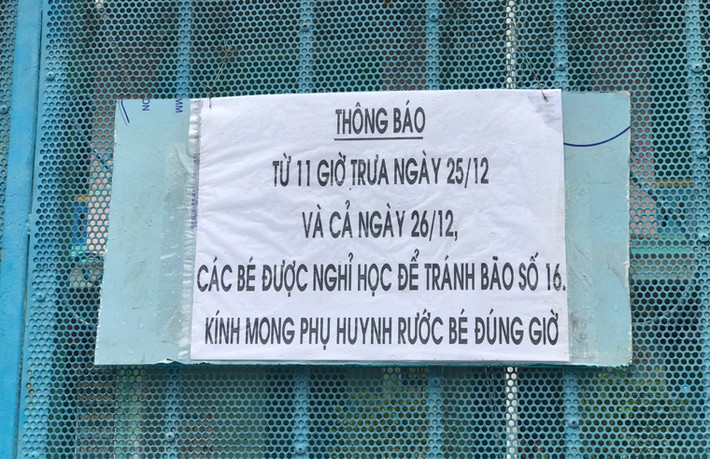 THÔNG BÁO
TỪ 11 GIỜ TRƯA NGÀY 25/12
VÀ CẢ NGÀY 26/12,
CÁC BÉ ĐƯỢC NGHỈ HỌC ĐỂ TRÁNH BÃO SỐ 16.
KÍNH MONG PHỤ HUYNH RƯỚC BÉ ĐÚNG GIỜ